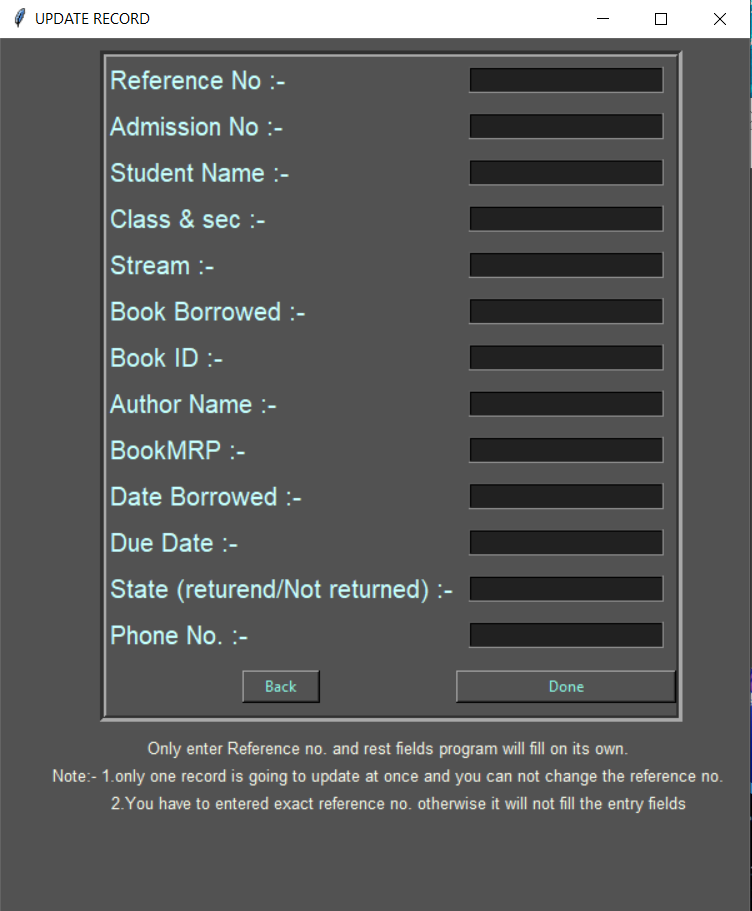 UPDATE RECORD
Reference No :-
Admission No :-
Student Name :-
Class & sec :-
Stream :-
Book Borrowed :-
Book ID :-
Author Name :-
BookMRP :-
Date Borrowed :-
Due Date :-
State (returend/Not returned) :-
Phone No. :-
Back Done
Only enter Reference no. and rest fields program will fill on its own.
Note:- 1.only one record is going to update at once and you can not change the reference no.
2.You have to entered exact reference no. otherwise it will not fill the entry fields